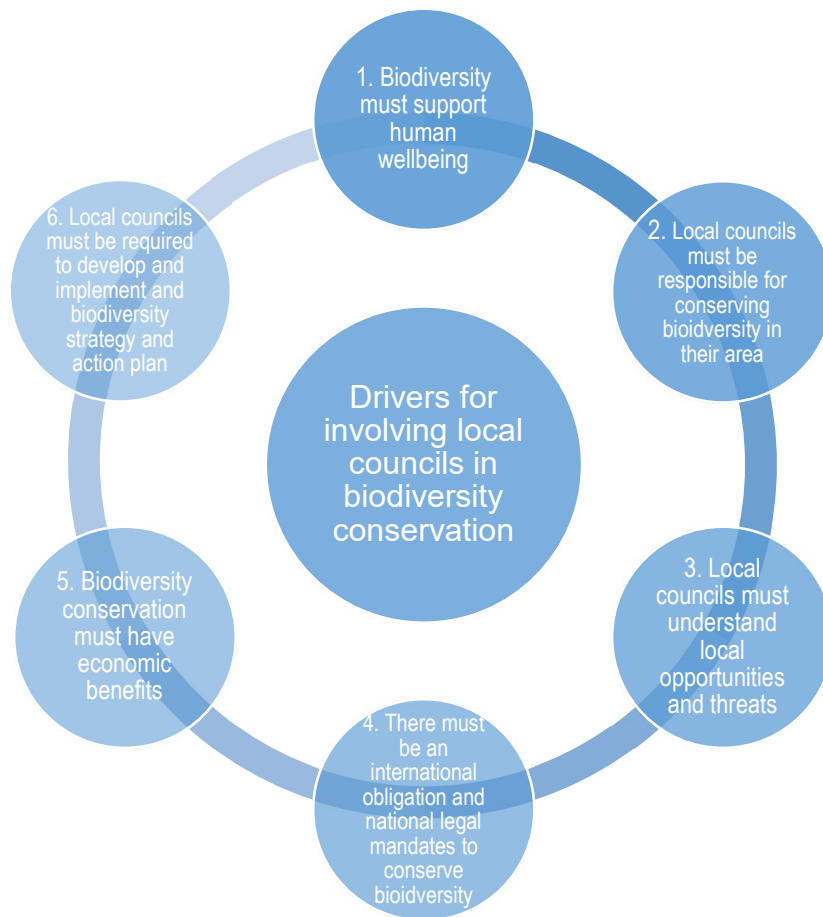 1. Biodiversity
must support
human
wellbeing
2. Local councils
must be
responsible for
conserving
bioidversity in
their area
3. Local
councils must
understand
local
opportunities
and threats
4. There must
be an
international
obligation and
national legal
mandates to
conserve
bioidversity
5. Biodiversity
conservation
must have
economic
benefits
6. Local councils
must be required
to develop and
implement and
biodiversity
strategy and
action plan
Drivers for
involving local
councils in
biodiversity
conservation